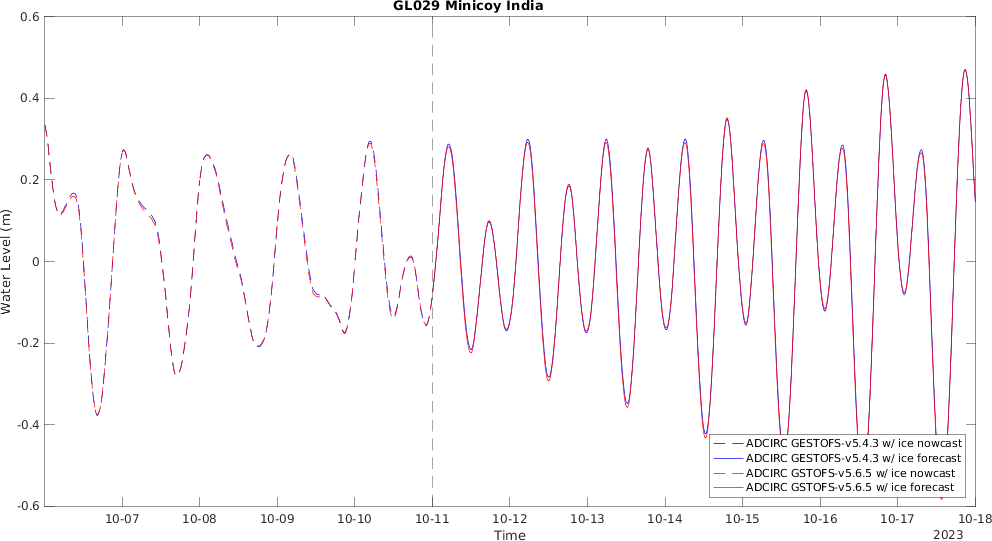 GL029 Minicoy India
0.6
0.4
0.2
0
-0.2
-0.4
-0.6
Water Level (m)
ADCIRC GESTOFS-v5.4.3 w/ ice nowcast
ADCIRC GESTOFS-v5.4.3 w/ ice forecast
ADCIRC GSTOFS-v5.6.5 w/ ice nowcast
ADCIRC GSTOFS-v5.6.5 w/ ice forecast
10-07 10-08 10-09 10-10 10-11 10-12 10-13 10-14 10-15 10-16 10-17 10-18
Time
2023